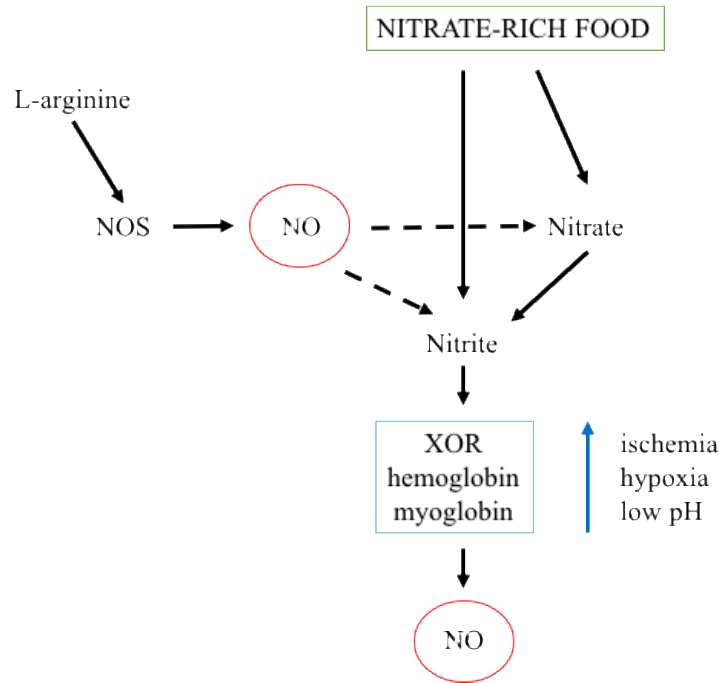 NITRATE-RICH FOOD
L-arginine
NOS
NO
Nitrate
Nitrite
XOR
hemoglobin
myoglobin
ischemia
hypoxia
low pH
NO